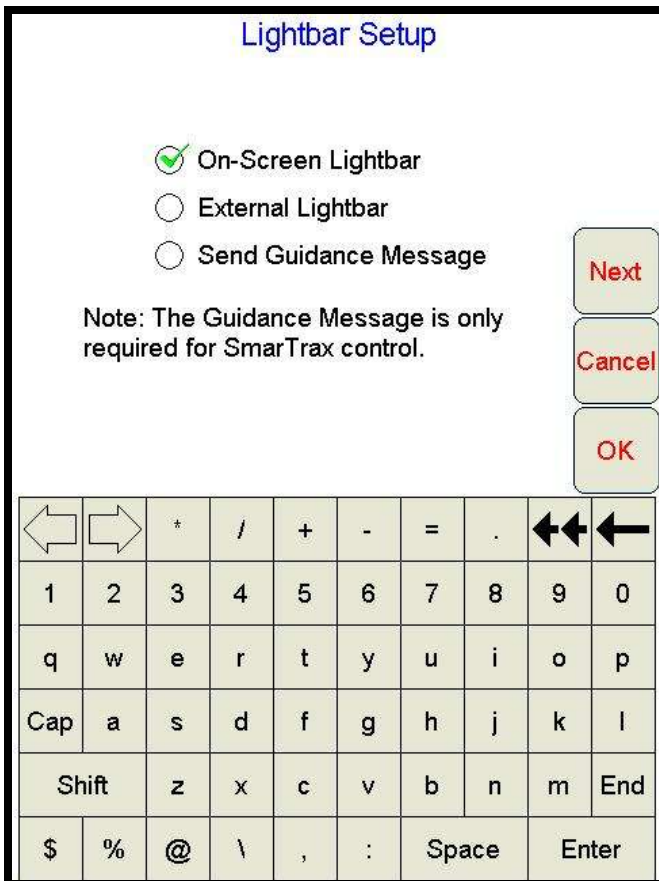 Lightbar Setup
On-Screen Lightbar
External Lightbar
Send Guidance Message
Note: The Guidance Message is only
required for SmarTrax control.
Next
Cancel
OK
* / + - = .
1 2 3 4 5 6 7 8 9 0
q w e r t y u i o p
Cap a s d f g h j k l
Shift z x c v b n m End
$ % @ \ , : Space Enter